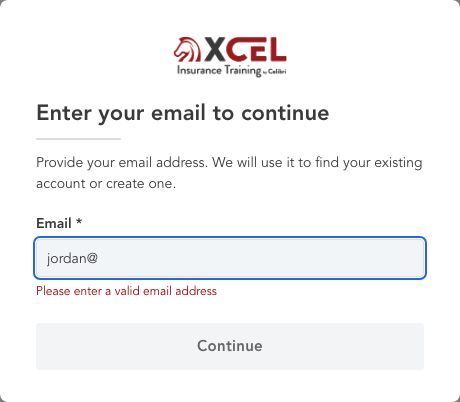 XCEL
Insurance Training by Colibri
Enter your email to continue
Provide your email address. We will use it to find your existing
account or create one.
Email *
jordan@
Please enter a valid email address
Continue